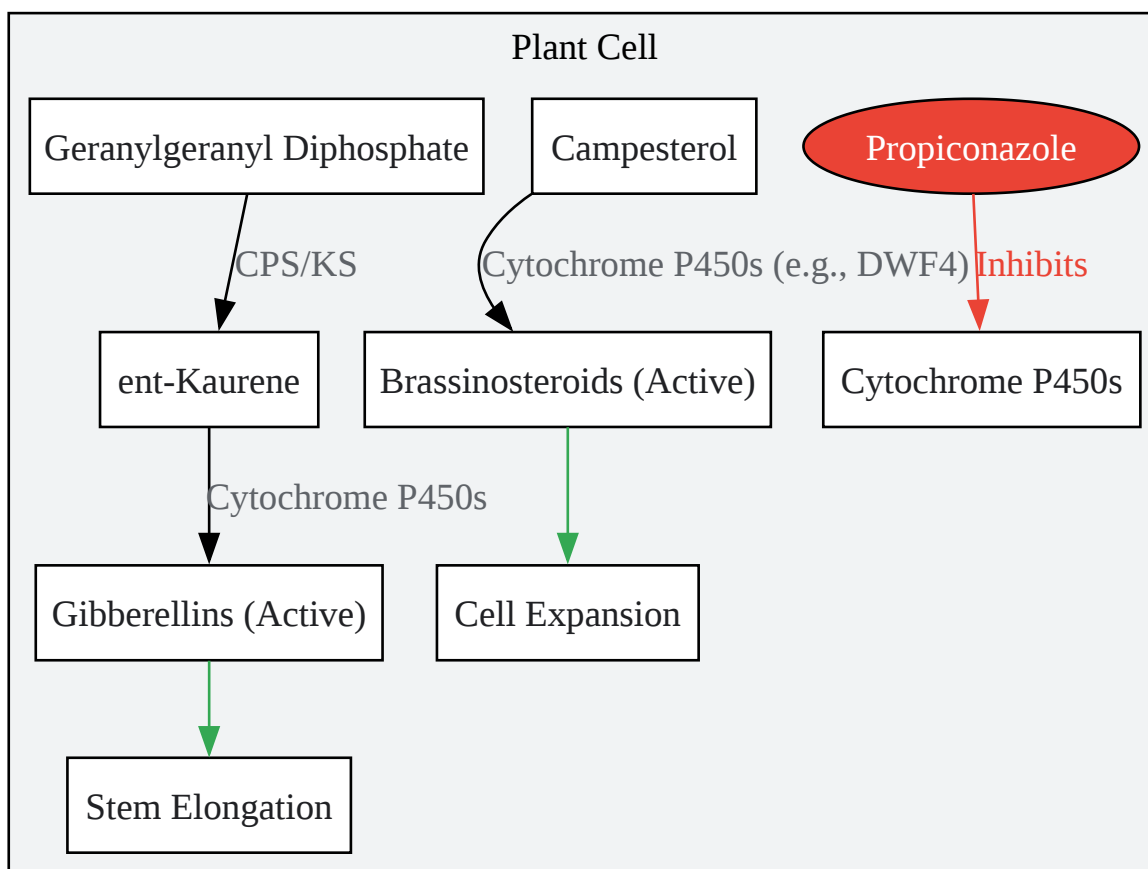 Plant Cell
Geranylgeranyl Diphosphate
Campesterol
Propiconazole
CPS/KS
Cytochrome P450s (e.g., DWF4)
Inhibits
ent-Kaurene
Brassinosteroids (Active)
Cytochrome P450s
Cytochrome P450s
Gibberellins (Active)
Cell Expansion
Stem Elongation